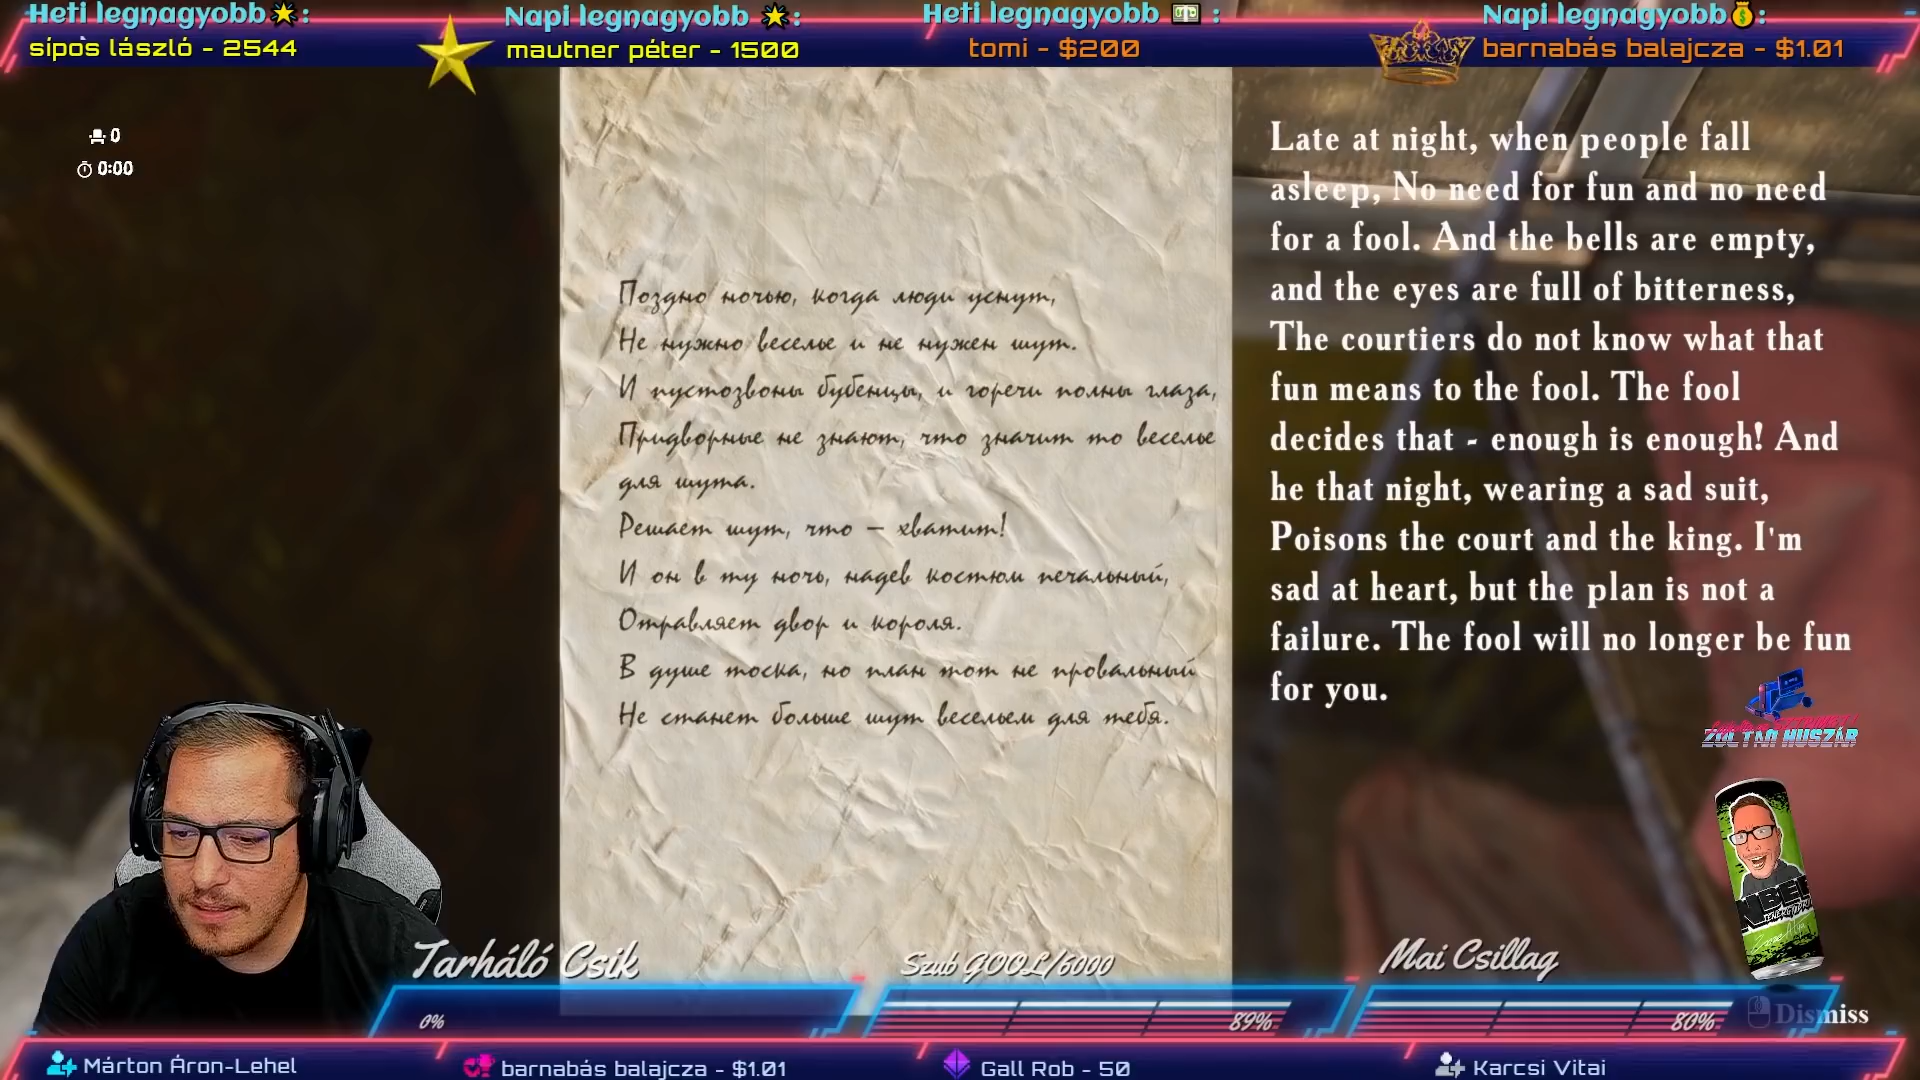 Heti legnagyobb⭐:
sípos lászló - 2544
Napi legnagyobb ⭐:
mautner péter - 1500
Heti legnagyobb 💵 :
tomi - $200
Napi legnagyobb💰:
barnabás balajcza - $1.01
0
0:00
Поздно ночью, когда люди уснут,
Не нужно веселье и не нужен шут.
И пустозвоны бубенцы, и горечи полны глаза,
Придворные не знают, что значит то веселье
для шута.
Решает шут, что — хватит!
И он в ту ночь, надев костюм печальный,
Отравляет двор и короля.
В душе тоска, но план тот не провальный
Не станет больше шут весельем для тебя.
Late at night, when people fall
asleep, No need for fun and no need
for a fool. And the bells are empty,
and the eyes are full of bitterness,
The courtiers do not know what that
fun means to the fool. The fool
decides that - enough is enough! And
he that night, wearing a sad suit,
Poisons the court and the king. I'm
sad at heart, but the plan is not a
failure. The fool will no longer be fun
for you.
ZOLTÁN HUSZÁR
Tarháló Csík
0%
Szub GOOL/6000
89%
Mai Csillag
80%
Dismiss
Márton Áron-Lehel
barnabás balajcza - $1.01
Gall Rob - 50
Karcsi Vitai